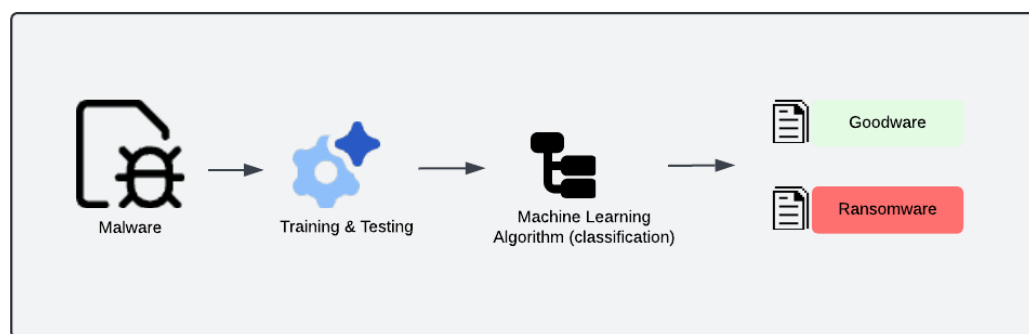 Malware
Training & Testing
Machine Learning
Algorithm (classification)
Goodware
Ransomware